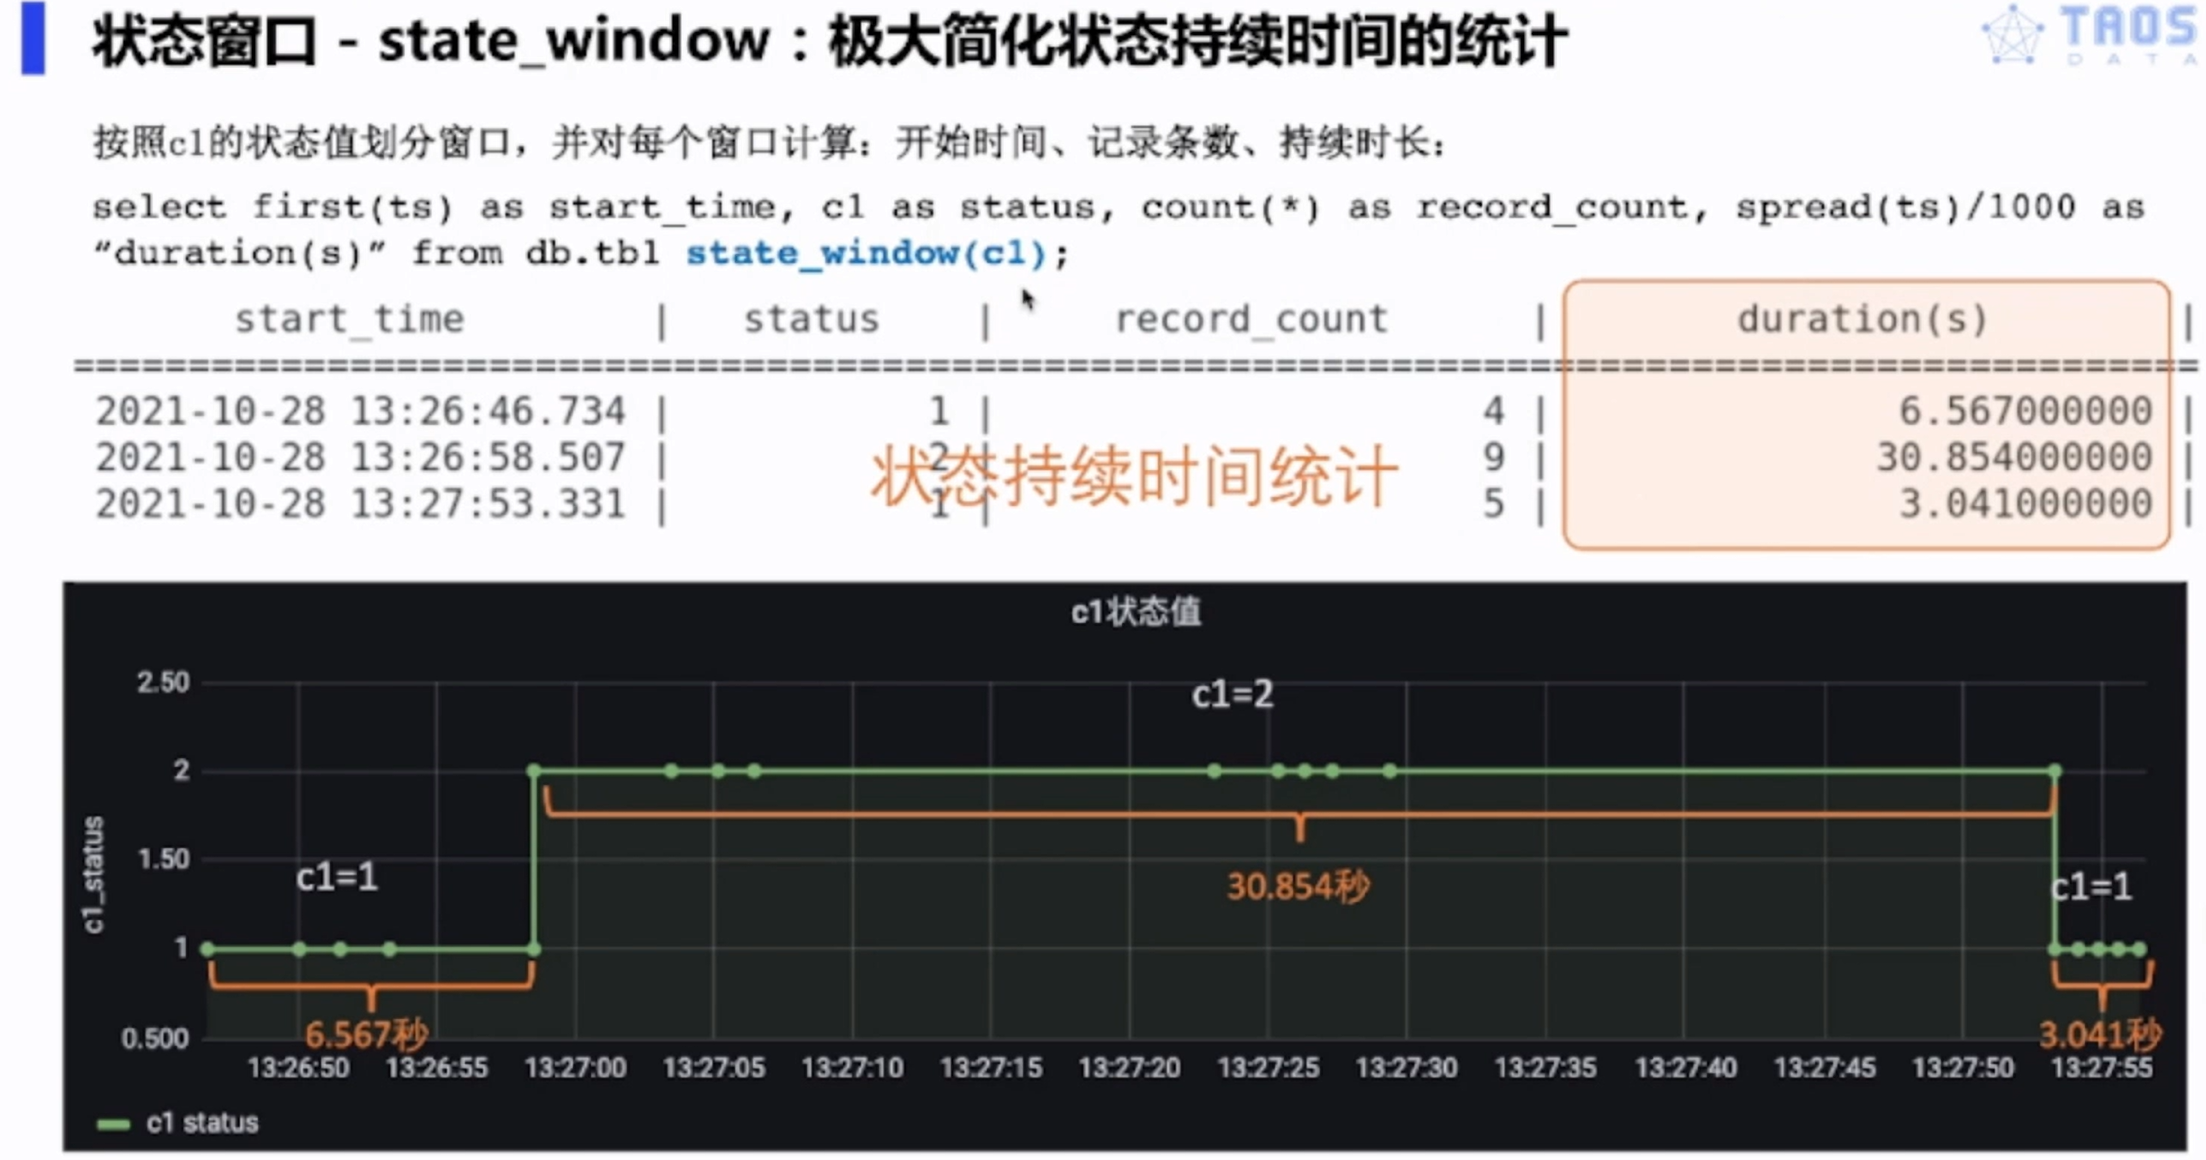 状态窗口 - state_window：极大简化状态持续时间的统计
TAOS
DATA
按照c1的状态值划分窗口，并对每个窗口计算：开始时间、记录条数、持续时长：
select first(ts) as start_time, c1 as status, count(*) as record_count, spread(ts)/1000 as
“duration(s)” from db.tb1 state_window(c1);
start_time | status | record_count | duration(s) |
2021-10-28 13:26:46.734 | 1 | 4 | 6.567000000 |
2021-10-28 13:26:58.507 | 2 | 9 | 30.854000000 |
2021-10-28 13:27:53.331 | 1 | 5 | 3.041000000 |
状态持续时间统计
c1状态值
2.50
c1=2
2
1.50
c1_status
c1=1
30.854秒
c1=1
1
0.500
6.567秒
3.041秒
13:26:50 13:26:55 13:27:00 13:27:05 13:27:10 13:27:15 13:27:20 13:27:25 13:27:30 13:27:35 13:27:40 13:27:45 13:27:50 13:27:55
c1 status